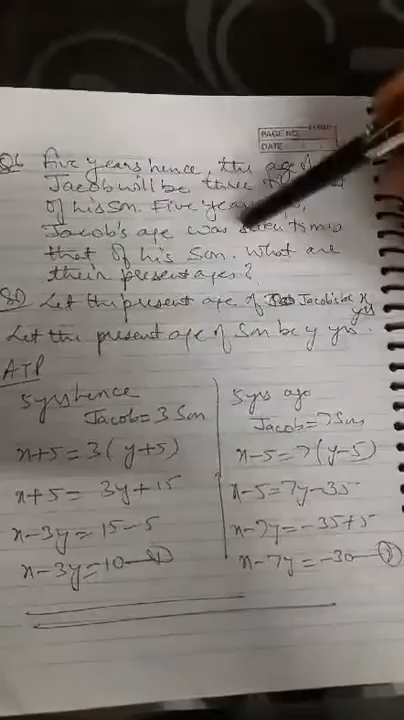 PAGE NO.
DATE
Q6 Five years hence, the age of
Jacob will be three
of his son. Five years
Jacob's age was seven times
that of his son. What are
their present ages?
Let the present age of Jacob be x
yrs
Let the present age of Son be y yrs.
ATP
5yrs hence
Jacob = 3 Son
x+5 = 3(y+5)
x+5 = 3y+15
x-3y = 15-5
x-3y = 10 —①
5yrs ago
Jacob = 7 Son
x-5 = 7(y-5)
x-5 = 7y-35
x-7y = -35+5
x-7y = -30 —②